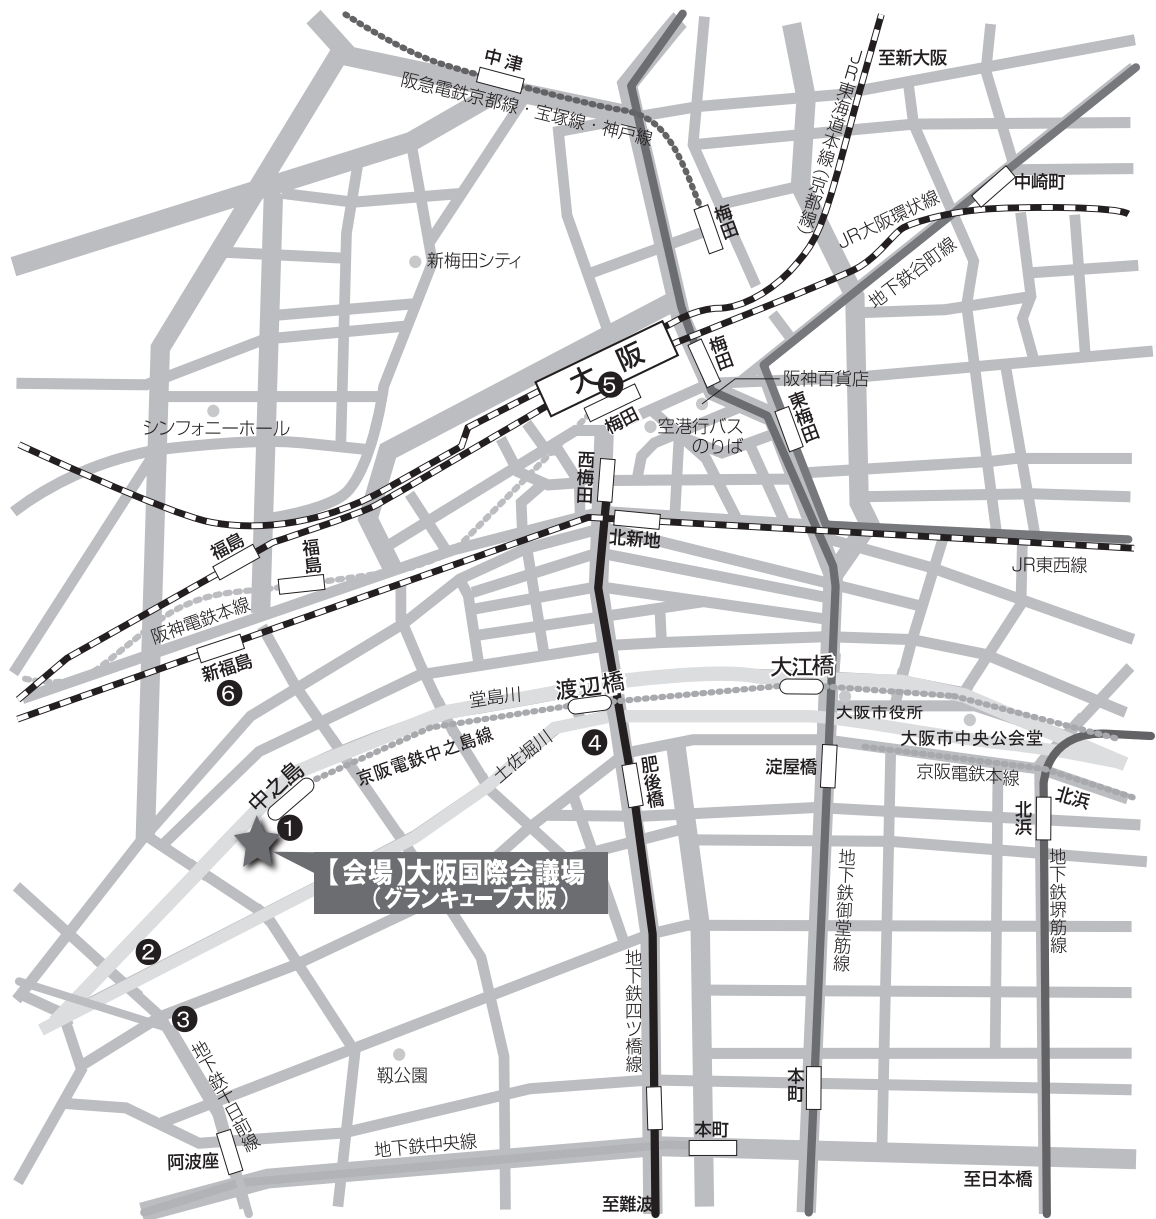 至新大阪
中津
阪急電鉄京都線・宝塚線・神戸線
JR東海道本線(京都線)
中崎町
梅田
JR大阪環状線
地下鉄谷町線
新梅田シティ
大阪
❺
梅田
梅田
阪神百貨店
東梅田
空港行バス
のりば
シンフォニーホール
西梅田
北新地
JR東西線
福島
福島
阪神電鉄本線
新福島
❻
堂島川
渡辺橋
大江橋
大阪市役所
大阪市中央公会堂
京阪電鉄中之島線
土佐堀川
❹
肥後橋
淀屋橋
京阪電鉄本線
北浜
北浜
中之島
❶
【会場】大阪国際会議場
(グランキューブ大阪)
地下鉄御堂筋線
地下鉄堺筋線
❷
地下鉄四ツ橋線
❸
地下鉄千日前線
靱公園
本町
本町
地下鉄中央線
阿波座
至難波
至日本橋